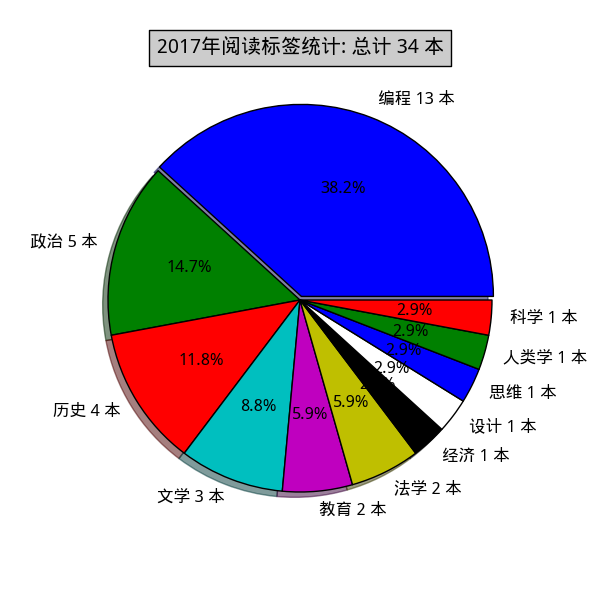 2017年阅读标签统计: 总计 34 本
编程 13 本
38.2%
政治 5 本
14.7%
历史 4 本
11.8%
文学 3 本
8.8%
教育 2 本
5.9%
法学 2 本
5.9%
经济 1 本
设计 1 本
2.9%
思维 1 本
2.9%
人类学 1 本
2.9%
科学 1 本
2.9%